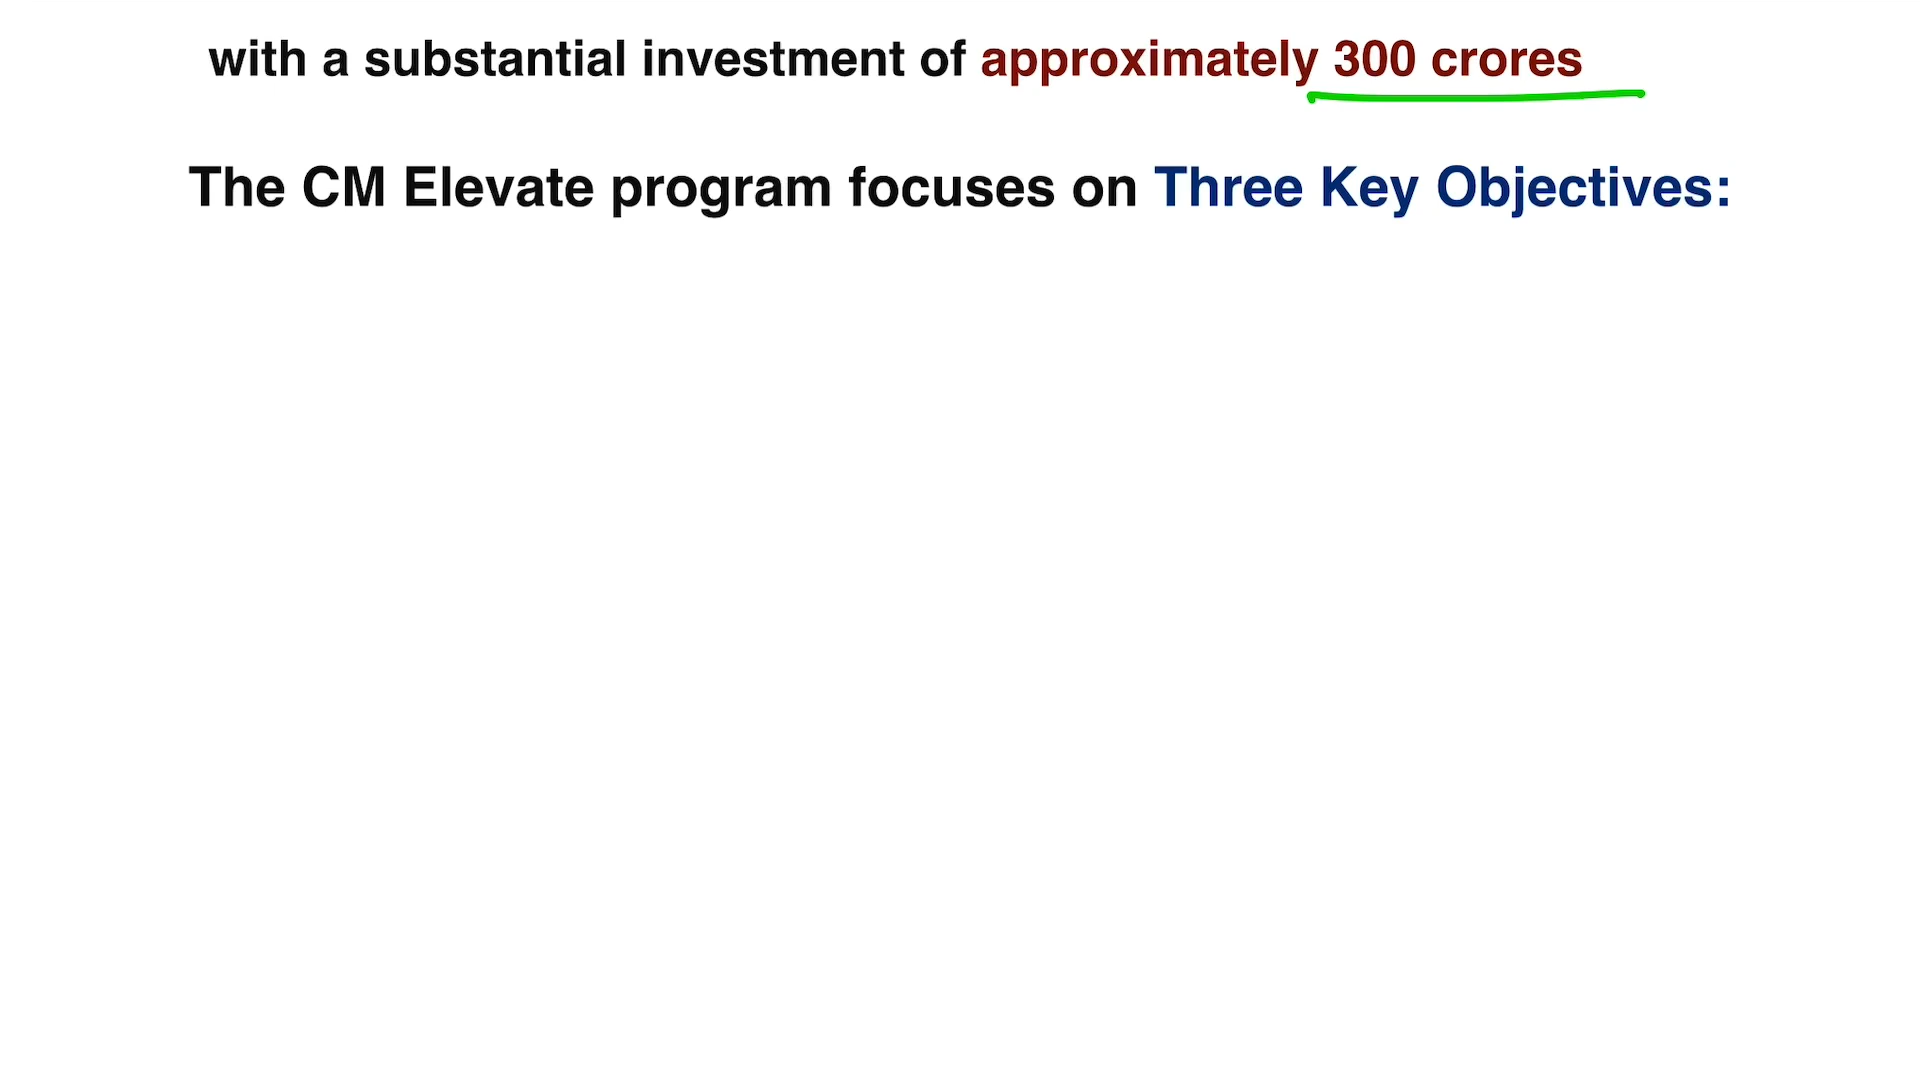 with a substantial investment of approximately 300 crores
The CM Elevate program focuses on Three Key Objectives: